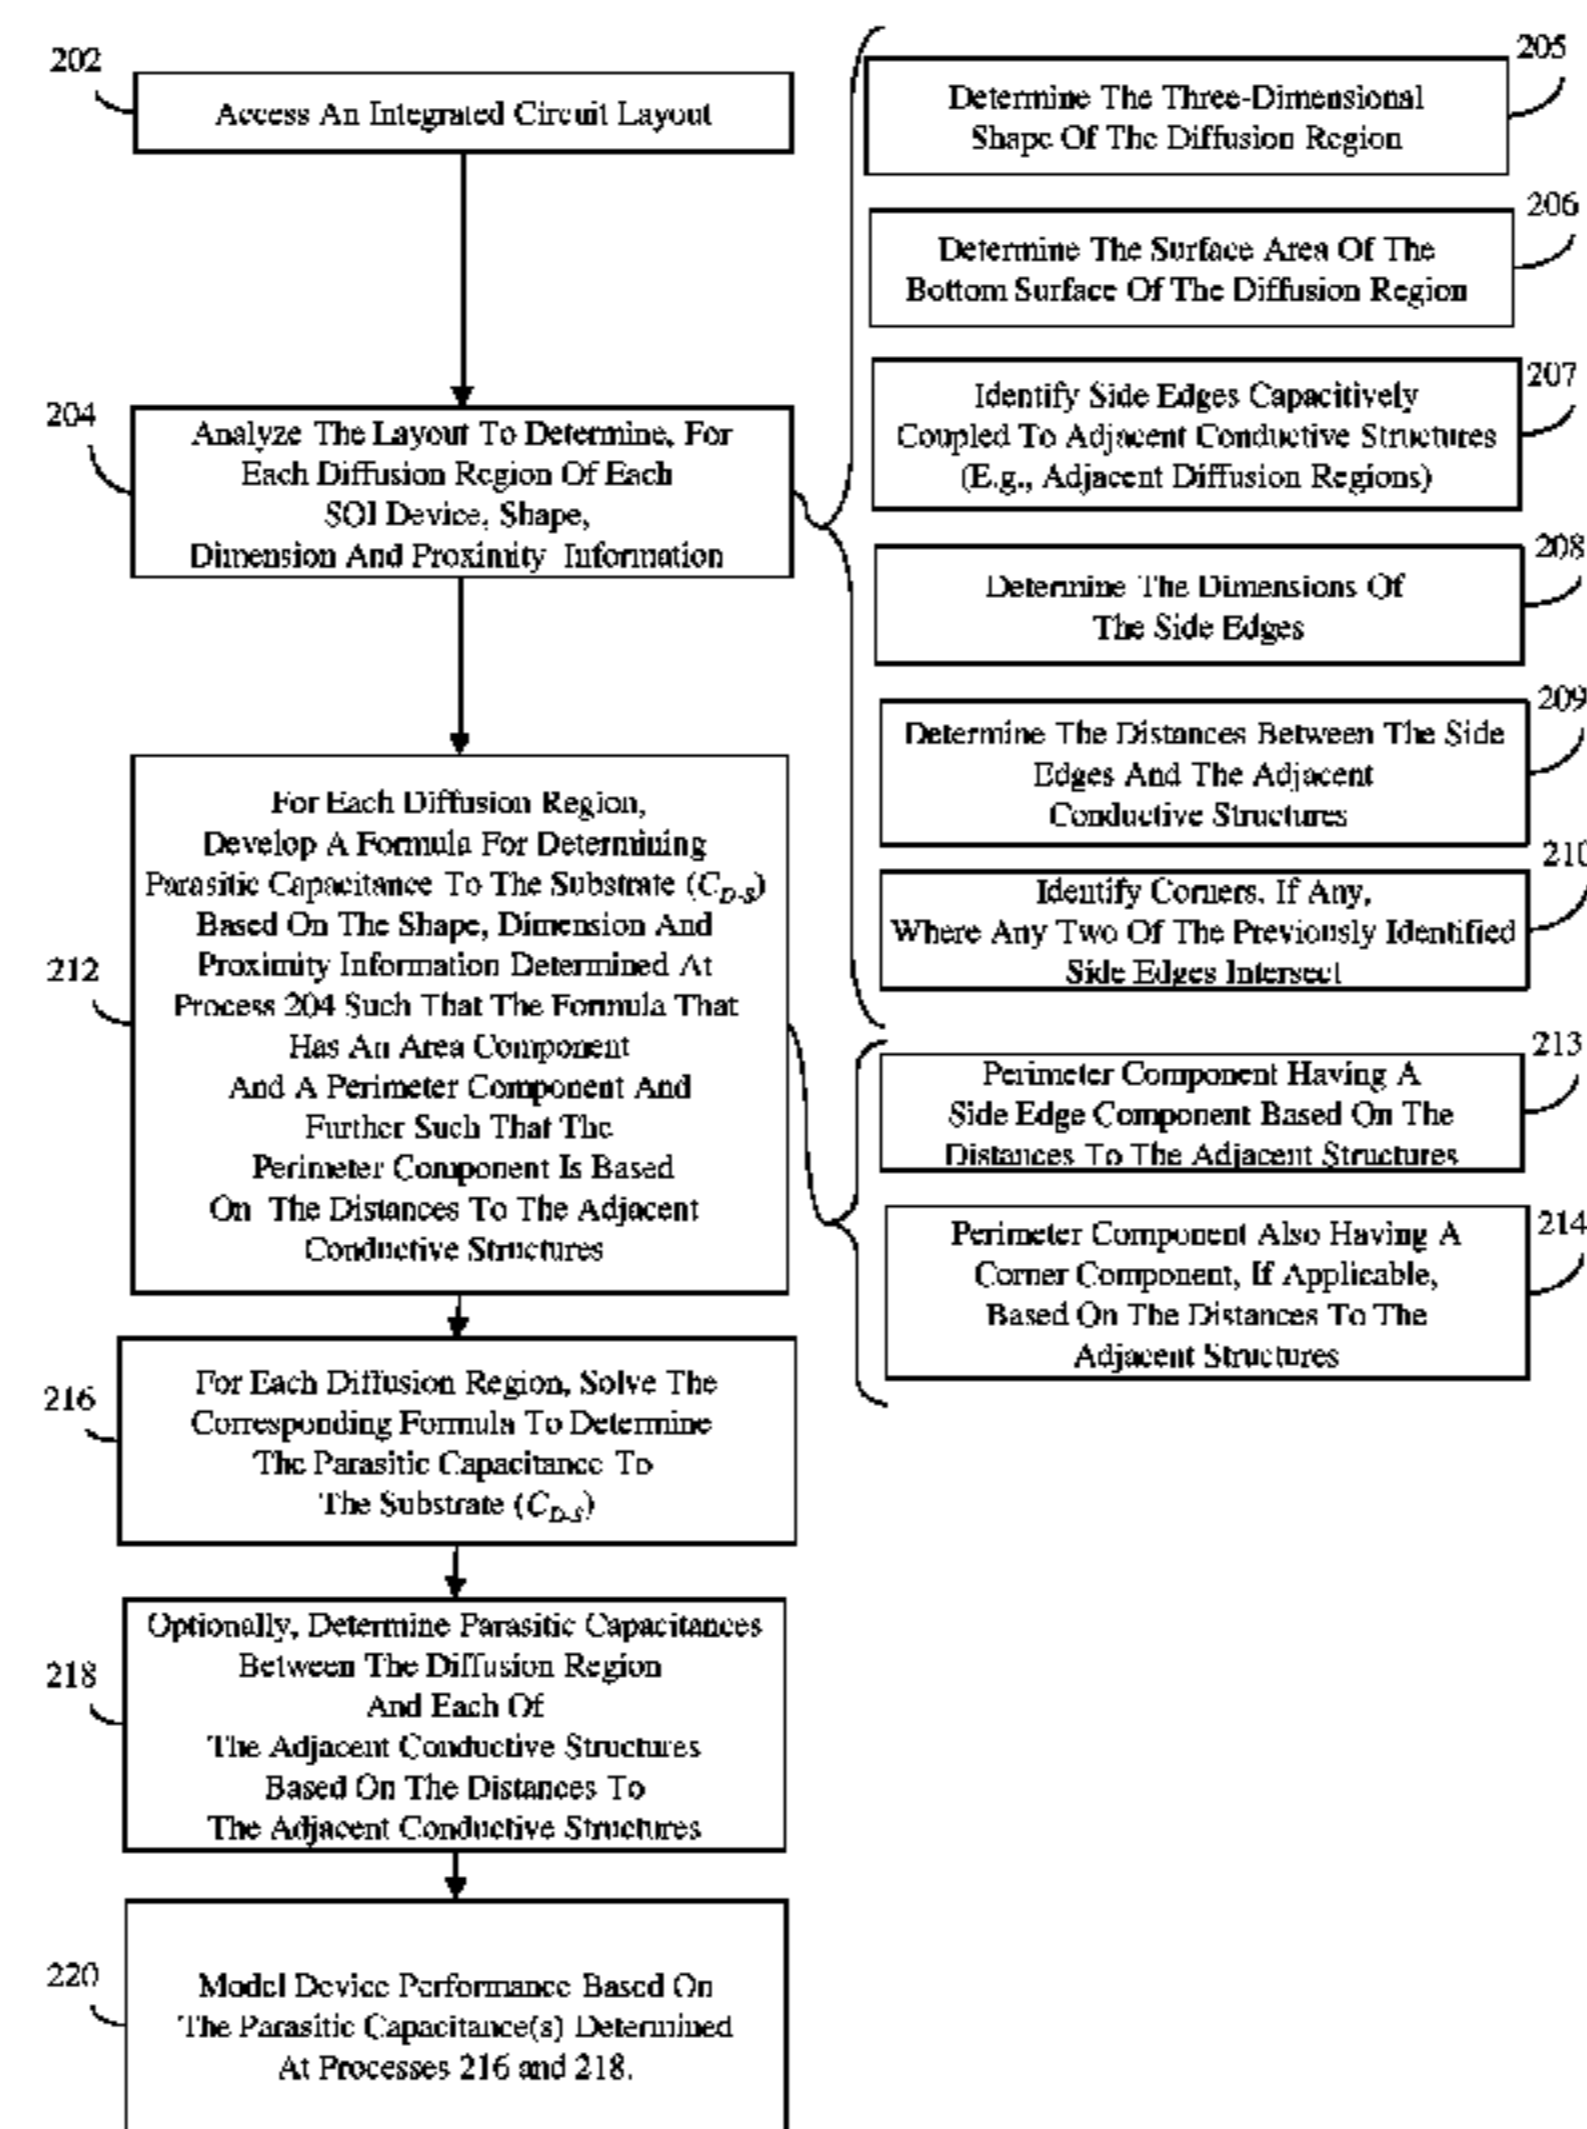 202
Access An Integrated Circuit Layout
204
Analyze The Layout To Determine, For
Each Diffusion Region Of Each
SOI Device, Shape,
Dimension And Proximity Information
205
Determine The Three-Dimensional
Shape Of The Diffusion Region
206
Determine The Surface Area Of The
Bottom Surface Of The Diffusion Region
207
Identify Side Edges Capacitively
Coupled To Adjacent Conductive Structures
(E.g., Adjacent Diffusion Regions)
208
Determine The Dimensions Of
The Side Edges
209
Determine The Distances Between The Side
Edges And The Adjacent
Conductive Structures
210
Identify Corners, If Any,
Where Any Two Of The Previously Identified
Side Edges Intersect
212
For Each Diffusion Region,
Develop A Formula For Determining
Parasitic Capacitance To The Substrate (C_{D-S})
Based On The Shape, Dimension And
Proximity Information Determined At
Process 204 Such That The Formula That
Has An Area Component
And A Perimeter Component And
Further Such That The
Perimeter Component Is Based
On The Distances To The Adjacent
Conductive Structures
213
Perimeter Component Having A
Side Edge Component Based On The
Distances To The Adjacent Structures
214
Perimeter Component Also Having A
Corner Component, If Applicable,
Based On The Distances To The
Adjacent Structures
216
For Each Diffusion Region, Solve The
Corresponding Formula To Determine
The Parasitic Capacitance To
The Substrate (C_{D-S})
218
Optionally, Determine Parasitic Capacitances
Between The Diffusion Region
And Each Of
The Adjacent Conductive Structures
Based On The Distances To
The Adjacent Conductive Structures
220
Model Device Performance Based On
The Parasitic Capacitance(s) Determined
At Processes 216 and 218.